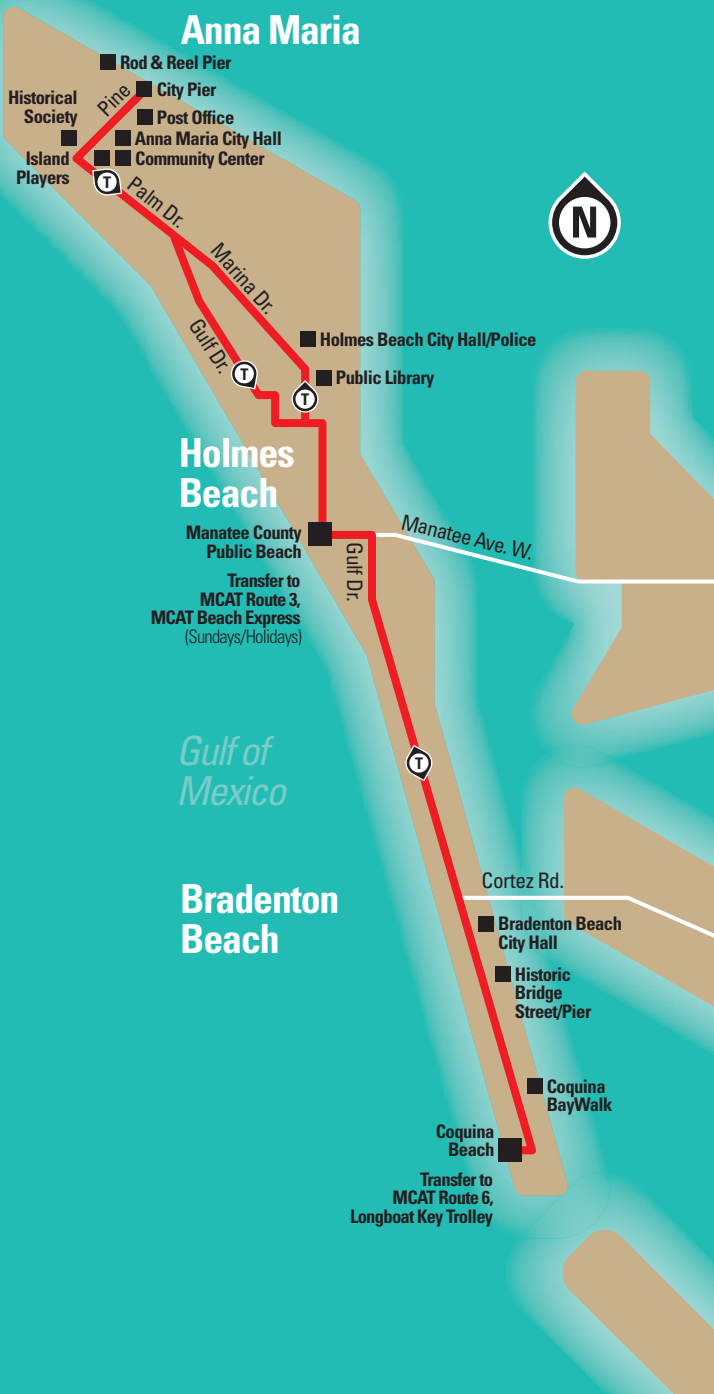 Anna Maria
Rod & Reel Pier
Pine
City Pier
Historical
Society
Post Office
Anna Maria City Hall
Island
Players
Community Center
T
Palm Dr.
N
Marina Dr.
Gulf Dr.
Holmes Beach City Hall/Police
T
Public Library
T
Holmes
Beach
Manatee County
Public Beach
Manatee Ave. W.
Gulf Dr.
Transfer to
MCAT Route 3,
MCAT Beach Express
(Sundays/Holidays)
Gulf of
Mexico
T
Bradenton
Beach
Cortez Rd.
Bradenton Beach
City Hall
Historic
Bridge
Street/Pier
Coquina
BayWalk
Coquina
Beach
Transfer to
MCAT Route 6,
Longboat Key Trolley